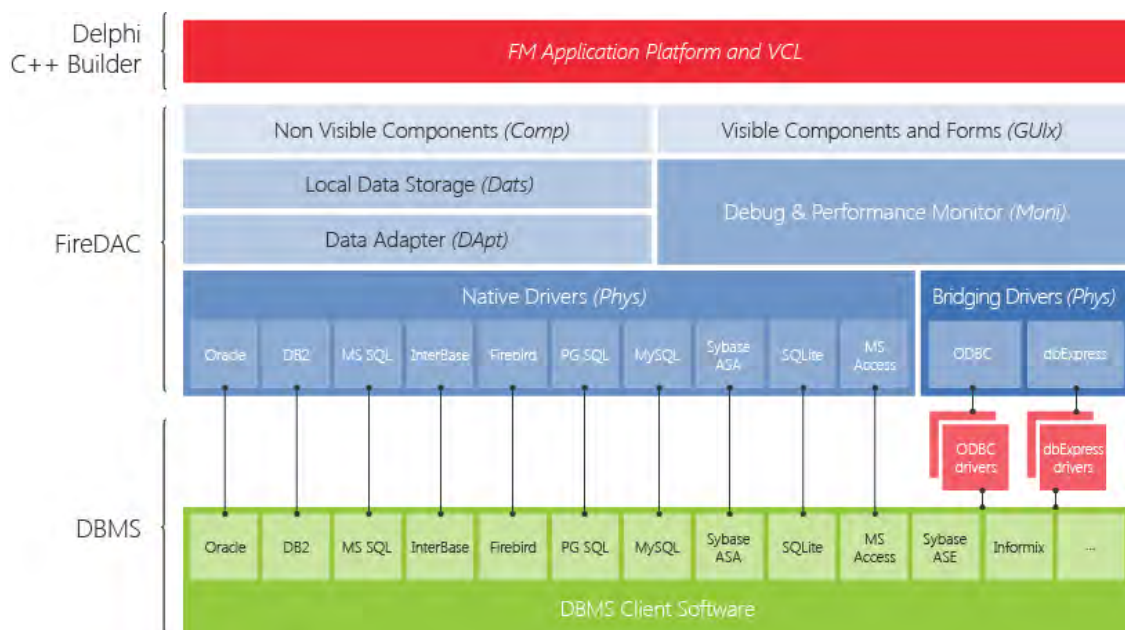 Delphi
C++ Builder
FM Application Platform and VCL
FireDAC
Non Visible Components (Comp)
Visible Components and Forms (GUIx)
Local Data Storage (Dats)
Debug & Performance Monitor (Moni)
Data Adapter (DApt)
Native Drivers (Phys)
Bridging Drivers (Phys)
Oracle
DB2
MS SQL
InterBase
Firebird
PG SQL
MySQL
Sybase
ASA
SQLite
MS
Access
ODBC
dbExpress
ODBC
drivers
dbExpress
drivers
DBMS
Oracle
DB2
MS SQL
InterBase
Firebird
PG SQL
MySQL
Sybase
ASA
SQLite
MS
Access
Sybase
ASE
Informix
...
DBMS Client Software